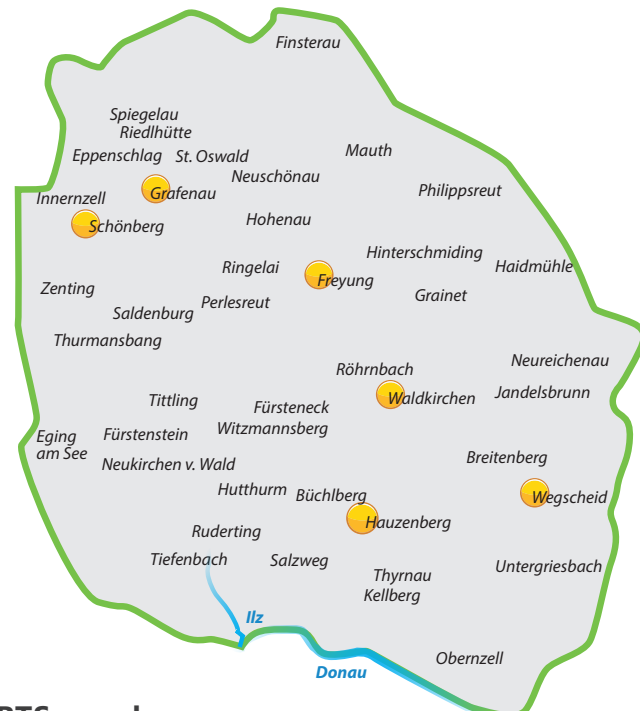 Finsterau
Spiegelau
Riedlhütte
Mauth
Eppenschlag
St. Oswald
Neuschönau
Philippsreut
Innernzell
Grafenau
Hohenau
Schönberg
Hinterschmiding
Haidmühle
Ringelai
Freyung
Zenting
Grainet
Perlesreut
Saldenburg
Thurmansbang
Neureichenau
Röhrnbach
Jandelsbrunn
Waldkirchen
Tittling
Fürsteneck
Witzmannsberg
Eging
am See
Fürstenstein
Breitenberg
Neukirchen v. Wald
Hutthurm
Büchlberg
Wegscheid
Hauzenberg
Ruderting
Tiefenbach
Salzweg
Untergriesbach
Thyrnau
Kellberg
Ilz
Obernzell
Donau